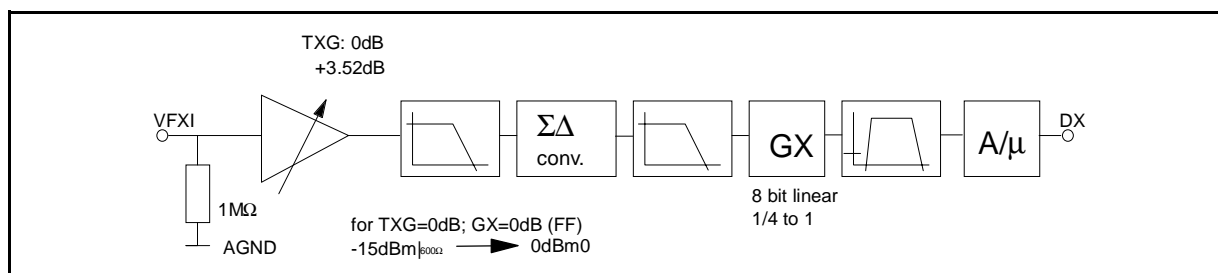 TXG: 0dB
+3.52dB
VFXI
ΣΔ
conv.
GX
A/μ
DX
8 bit linear
1/4 to 1
1MΩ
AGND
for TXG=0dB; GX=0dB (FF)
-15dBm|600Ω 0dBm0